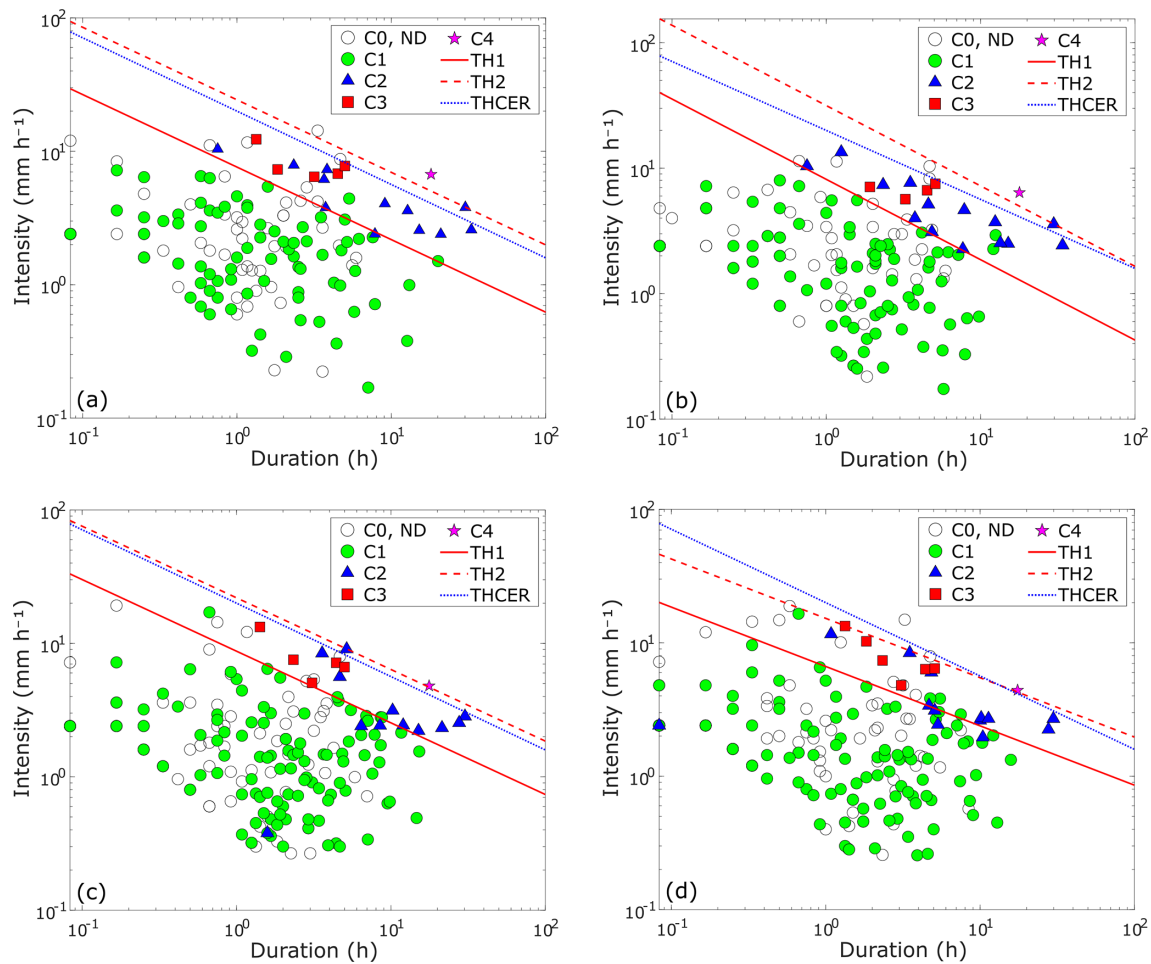 10²
C0, ND C4
C1 TH1
C2 TH2
C3 THCER
10¹
10⁰
10⁻¹
Intensity (mm h⁻¹)
(a)
10⁻¹ 10⁰ 10¹ 10²
Duration (h)
10²
C0, ND C4
C1 TH1
C2 TH2
C3 THCER
10¹
10⁰
10⁻¹
Intensity (mm h⁻¹)
(b)
10⁻¹ 10⁰ 10¹ 10²
Duration (h)
10²
C0, ND C4
C1 TH1
C2 TH2
C3 THCER
10¹
10⁰
10⁻¹
Intensity (mm h⁻¹)
(c)
10⁻¹ 10⁰ 10¹ 10²
Duration (h)
10²
C0, ND C4
C1 TH1
C2 TH2
C3 THCER
10¹
10⁰
10⁻¹
Intensity (mm h⁻¹)
(d)
10⁻¹ 10⁰ 10¹ 10²
Duration (h)